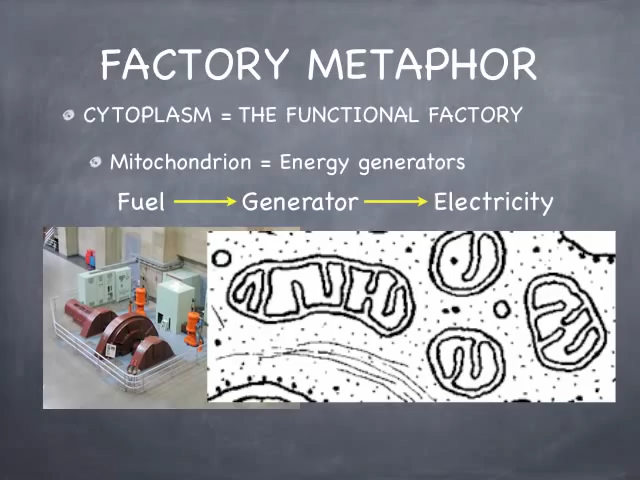 FACTORY METAPHOR
CYTOPLASM = THE FUNCTIONAL FACTORY
Mitochondrion = Energy generators
Fuel → Generator → Electricity